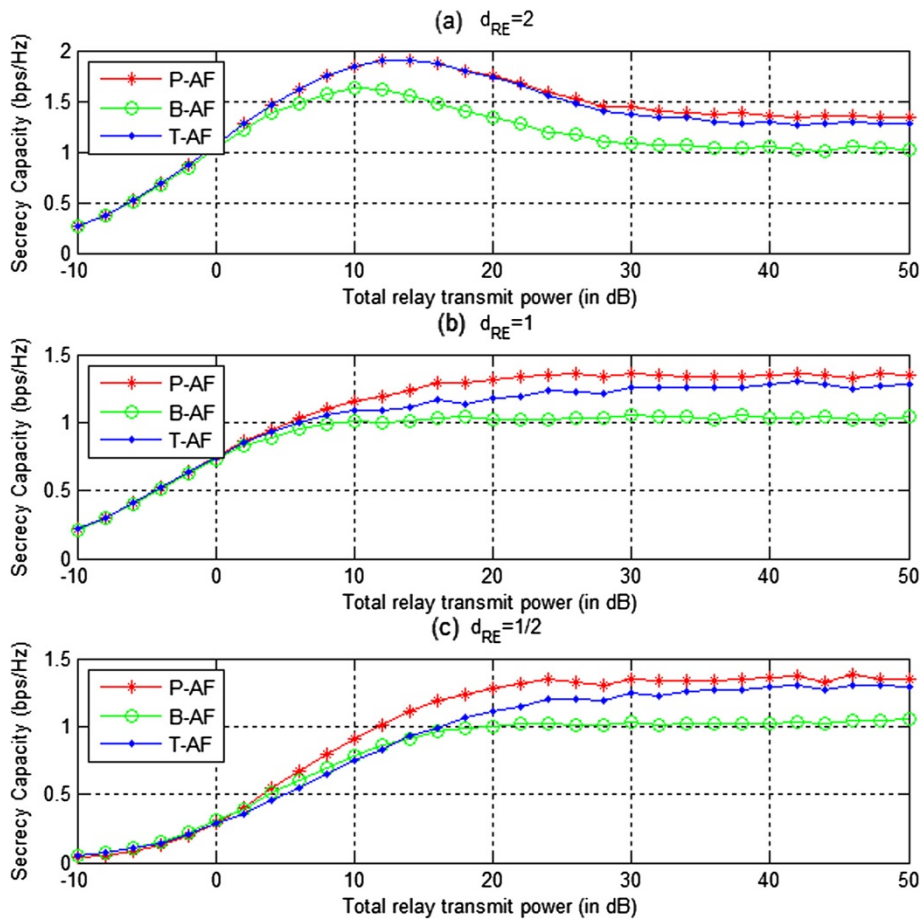 (a) d_RE=2
Secrecy Capacity (bps/Hz)
2
1.5
1
0.5
0
P-AF
B-AF
T-AF
-10 0 10 20 30 40 50
Total relay transmit power (in dB)
(b) d_RE=1
Secrecy Capacity (bps/Hz)
1.5
1
0.5
0
P-AF
B-AF
T-AF
-10 0 10 20 30 40 50
Total relay transmit power (in dB)
(c) d_RE=1/2
Secrecy Capacity (bps/Hz)
1.5
1
0.5
0
P-AF
B-AF
T-AF
-10 0 10 20 30 40 50
Total relay transmit power (in dB)